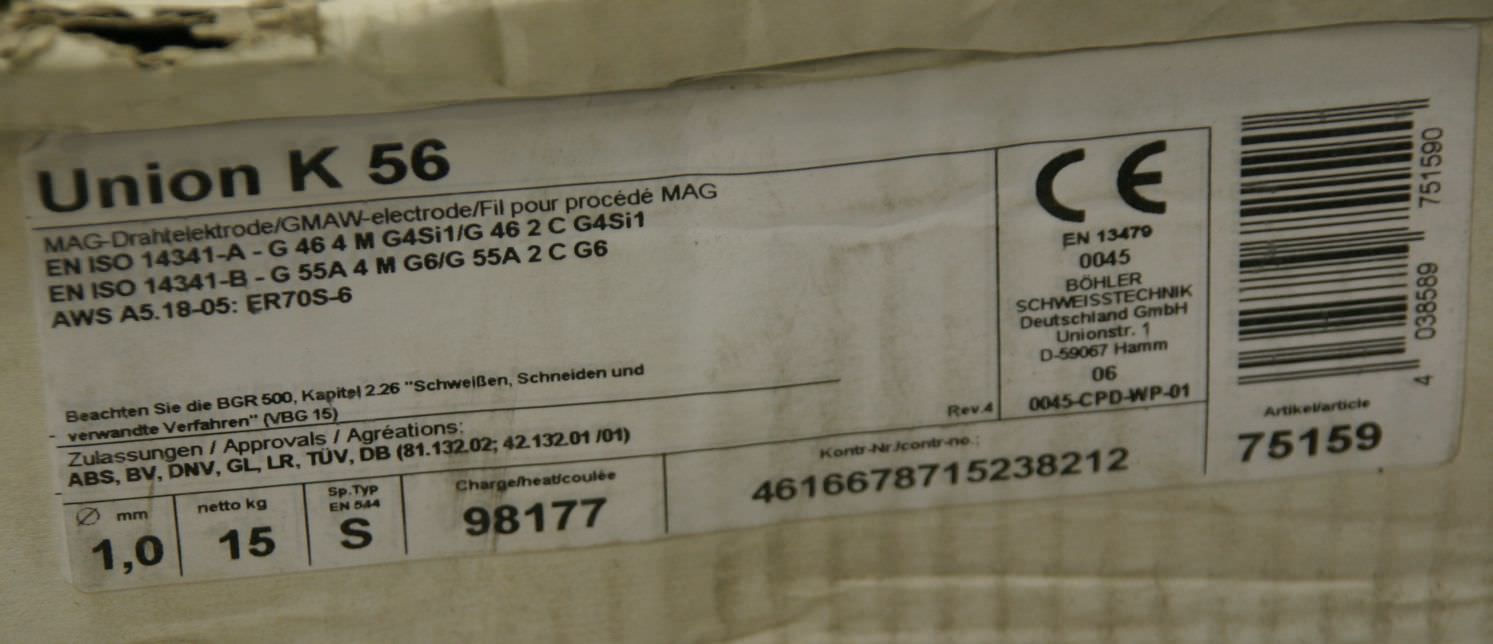 Union K 56
MAG-Drahtelektrode/GMAW-electrode/Fil pour procédé MAG
EN ISO 14341-A - G 46 4 M G4Si1/G 46 2 C G4Si1
EN ISO 14341-B - G 55A 4 M G6/G 55A 2 C G6
AWS A5.18-05: ER70S-6
Beachten Sie die BGR 500, Kapitel 2.26 "Schweißen, Schneiden und
verwandte Verfahren" (VBG 15)
Rev.4
Zulassungen / Approvals / Agréations:
ABS, BV, DNV, GL, LR, TÜV, DB (81.132.02; 42.132.01 /01)
Ø mm
1,0
netto kg
15
Sp.Typ
EN 544
S
Charge/heat/coulée
98177
Kontr-Nr./contr-no.:
4616678715238212
CE
EN 13479
0045
BÖHLER
SCHWEISSTECHNIK
Deutschland GmbH
Unionstr. 1
D-59067 Hamm
06
0045-CPD-WP-01
4 038589 751590
Artikel/article
75159